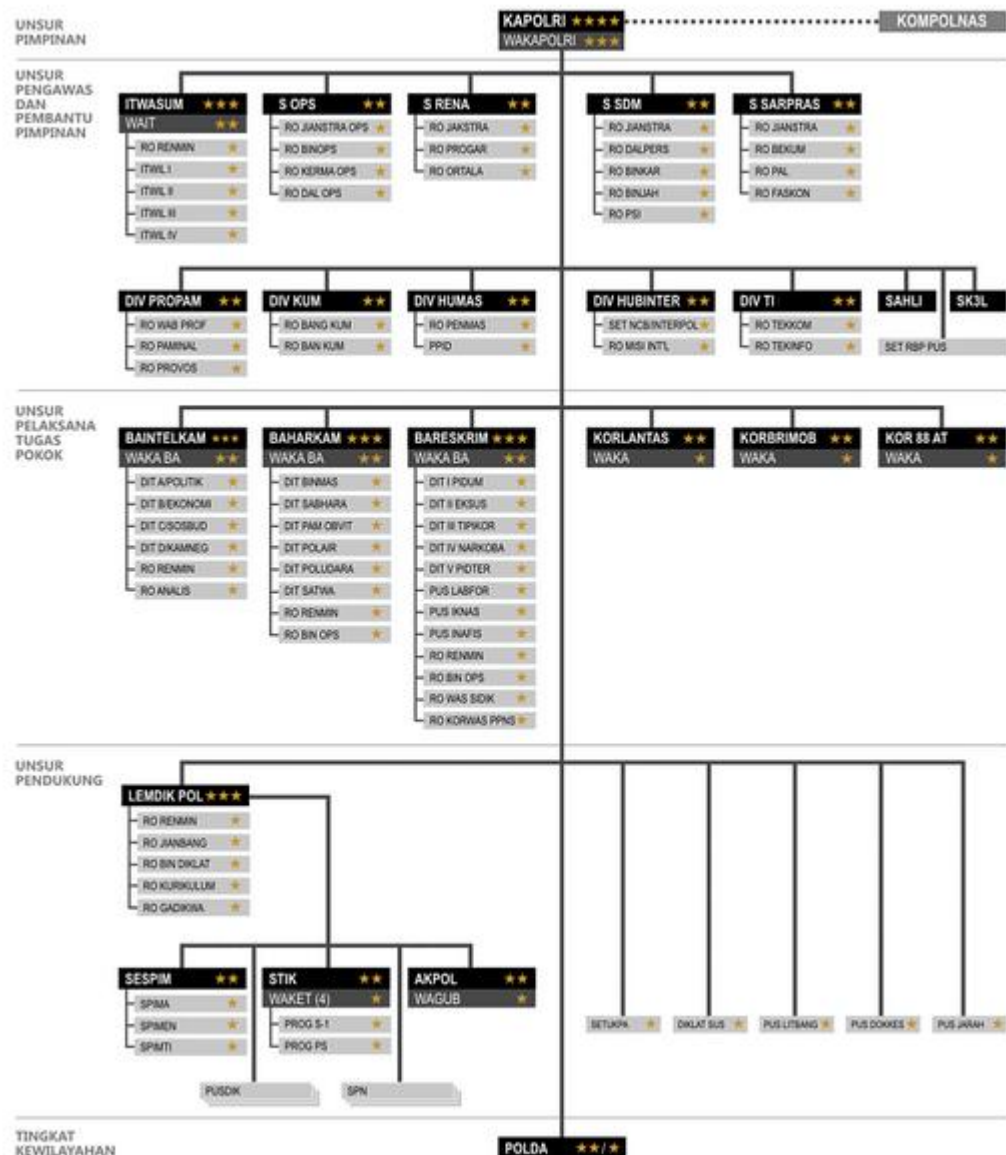 UNSUR
PIMPINAN
KAPOLRI ★★★★
WAKAPOLRI ★★★
KOMPOLNAS
UNSUR
PENGAWAS
DAN
PEMBANTU
PIMPINAN
ITWASUM ★★★
WAIT ★★
RO RENMIN ★
ITWIL I ★
ITWIL II ★
ITWIL III ★
ITWIL IV ★
S OPS ★★
RO JIANSTRA OPS ★
RO BINOPS ★
RO KERMA OPS ★
RO DAL OPS ★
S RENA ★★
RO JAKSTRA ★
RO PROGAR ★
RO ORTALA ★
S SDM ★★
RO JIANSTRA ★
RO DALPERS ★
RO BINKAR ★
RO BINJAH ★
RO PSI ★
S SARPRAS ★★
RO JIANSTRA ★
RO BEKUM ★
RO PAL ★
RO FASKON ★
DIV PROPAM ★★
RO WAB PROF ★
RO PAMINAL ★
RO PROVOS ★
DIV KUM ★★
RO BANG KUM ★
RO BAN KUM ★
DIV HUMAS ★★
RO PENMAS ★
PPID ★
DIV HUBINTER ★★
SET NCB/INTERPOL ★
RO MISI INT'L ★
DIV TI ★★
RO TEKKOM ★
RO TEKINFO ★
SAHLI
SK3L
SET RBP PUS
UNSUR
PELAKSANA
TUGAS
POKOK
BAINTELKAM ★★★
WAKA BA ★★
DIT A/POLITIK ★
DIT B/EKONOMI ★
DIT C/SOSBUD ★
DIT D/KAMNEG ★
RO RENMIN ★
RO ANALIS ★
BAHARKAM ★★★
WAKA BA ★★
DIT BINMAS ★
DIT SABHARA ★
DIT PAM OBVIT ★
DIT POLAIR ★
DIT POLUDARA ★
DIT SATWA ★
RO RENMIN ★
RO BIN OPS ★
BARESKRIM ★★★
WAKA BA ★★
DIT I PIDUM ★
DIT II EKSUS ★
DIT III TIPIKOR ★
DIT IV NARKOBA ★
DIT V PIDTER ★
PUS LABFOR ★
PUS IKNAS ★
PUS INAFIS ★
RO RENMIN ★
RO BIN OPS ★
RO WAS SIDIK ★
RO KORWAS PPNS ★
KORLANTAS ★★
WAKA ★
KORBRIMOB ★★
WAKA ★
KOR 88 AT ★★
WAKA ★
UNSUR
PENDUKUNG
LEMDIK POL ★★★
RO RENMIN ★
RO JIANBANG ★
RO BIN DIKLAT ★
RO KURIKULUM ★
RO GADIKWA ★
SESPIM ★★
SPIMA ★
SPIMEN ★
SPIMTI ★
STIK ★★
WAKET (4) ★
PROG S-1 ★
PROG PS ★
AKPOL ★★
WAGUB ★
PUSDIK
SPN
SETUKPA ★
DIKLAT SUS ★
PUS LITBANG ★
PUS DOKKES ★
PUS JARAH ★
TINGKAT
KEWILAYAHAN
POLDA ★★/★